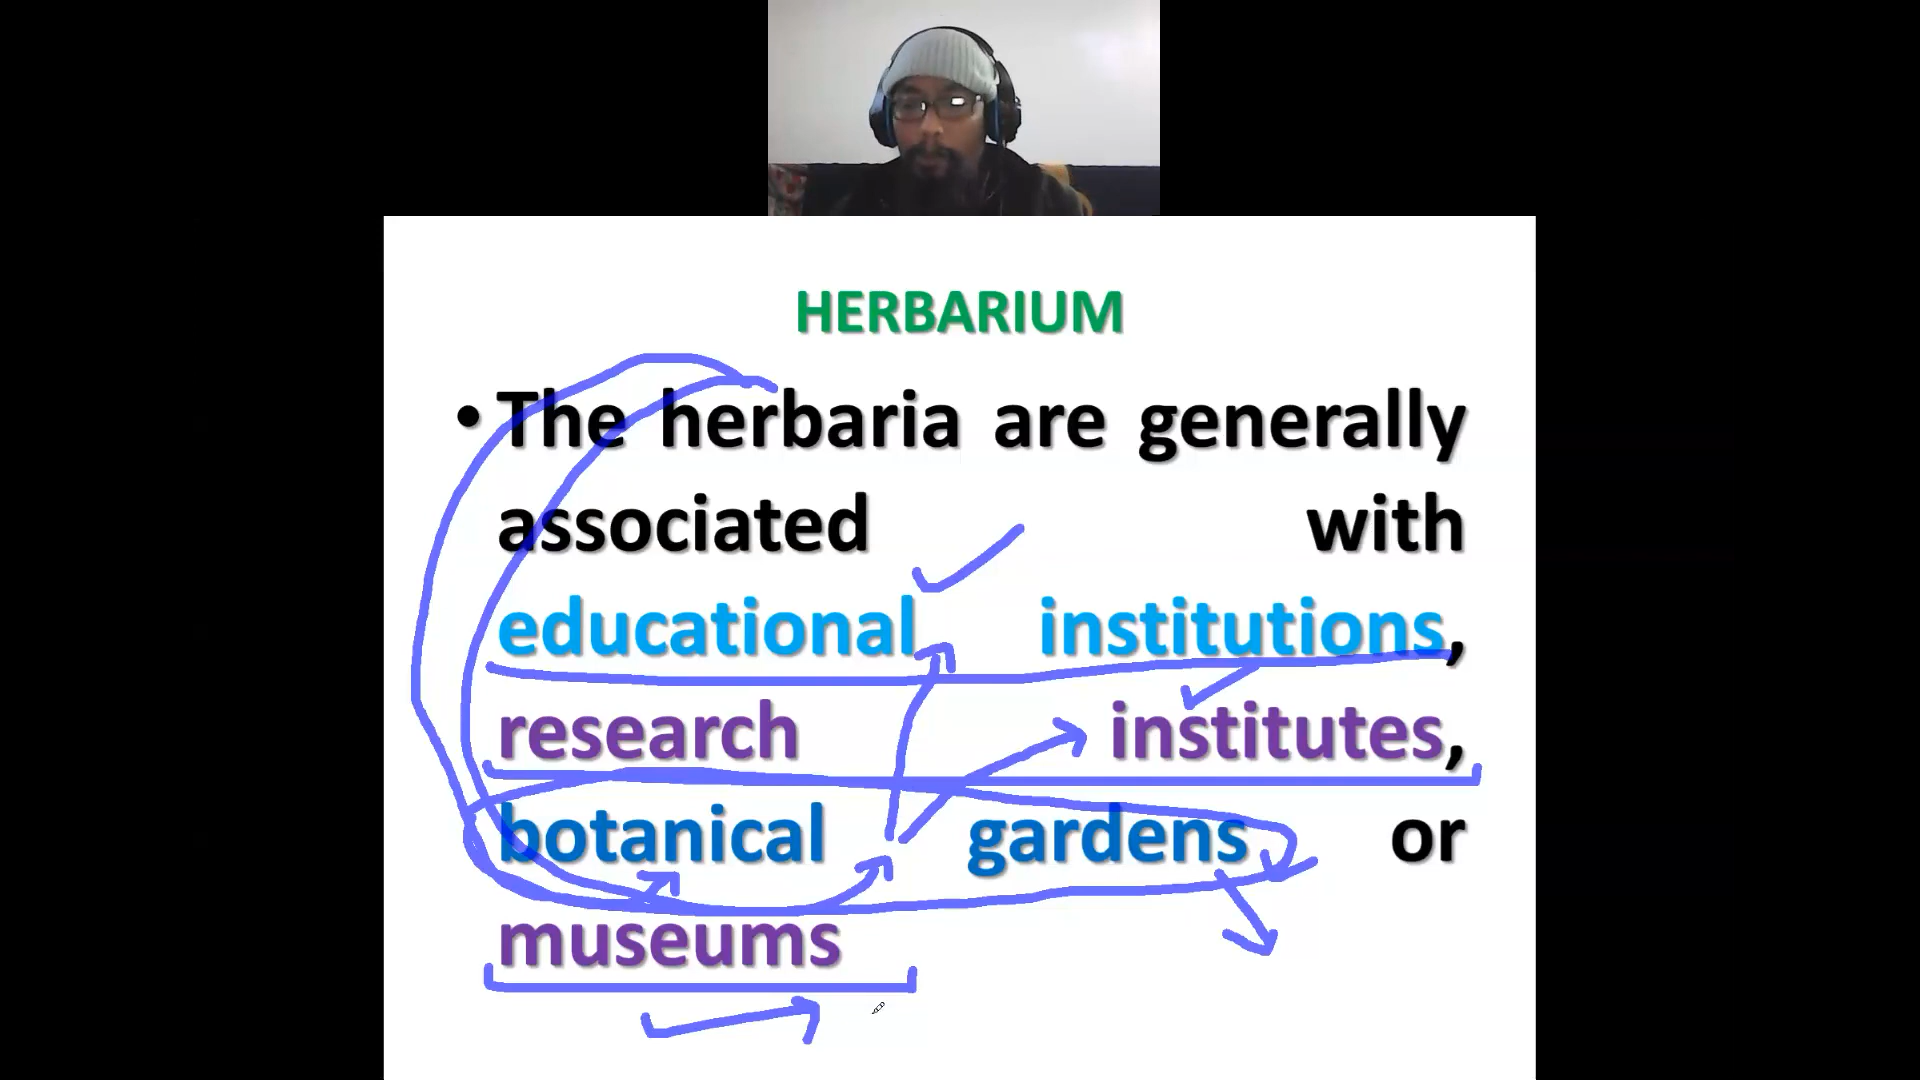 HERBARIUM
• The herbaria are generally
associated with
educational institutions,
research institutes,
botanical gardens or
museums